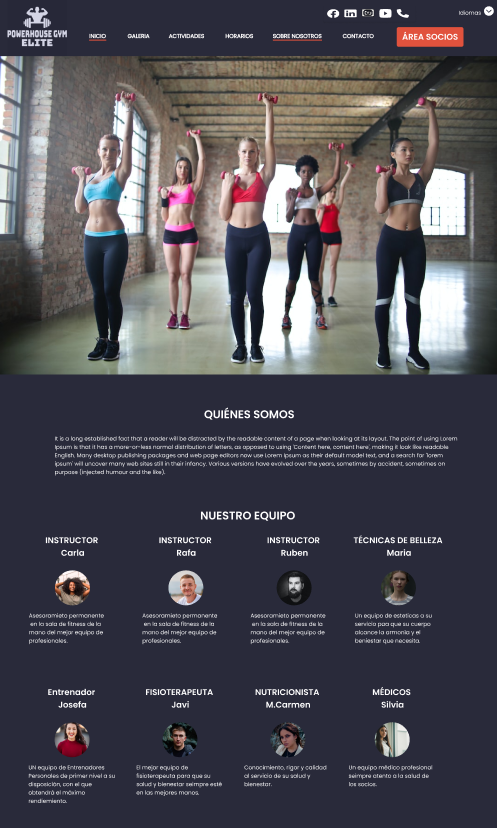 Idiomas
POWERHOUSE GYM
ELITE
INICIO GALERIA ACTIVIDADES HORARIOS SOBRE NOSOTROS CONTACTO ÁREA SOCIOS
QUIÉNES SOMOS
It is a long established fact that a reader will be distracted by the readable content of a page when looking at its layout. The point of using Lorem
Ipsum is that it has a more-or-less normal distribution of letters, as opposed to using 'Content here, content here', making it look like readable
English. Many desktop publishing packages and web page editors now use Lorem Ipsum as their default model text, and a search for 'lorem
ipsum' will uncover many web sites still in their infancy. Various versions have evolved over the years, sometimes by accident, sometimes on
purpose (injected humour and the like).
NUESTRO EQUIPO
INSTRUCTOR
Carla
Asesoramieto permanente
en la sala de fitness de la
mano del mejor equipo de
profesionales.
INSTRUCTOR
Rafa
Asesoramieto permanente
en la sala de fitness de la
mano del mejor equipo de
profesionales.
INSTRUCTOR
Ruben
Asesoramieto permanente
en la sala de fitness de la
mano del mejor equipo de
profesionales.
TÉCNICAS DE BELLEZA
Maria
Un equipo de esteticas a su
servicio paa que su cuerpo
alcance la armonia y el
beniestar que necesita.
Entrenador
Josefa
UN equipo de Entrenadores
Personales de primer nivel a su
disposición, con el que
obtendrá el máximo
rendiemiento.
FISIOTERAPEUTA
Javi
El mejor equipo de
fisioterapeuta para que su
salud y bienestar seimpre esté
en las mejores manos.
NUTRICIONISTA
M.Carmen
Conocimiento, rigor y calidad
al servicio de su salud y
bienestar.
MÉDICOS
Silvia
Un equipo médico profesional
seimpre atento a la salud de
los socios.